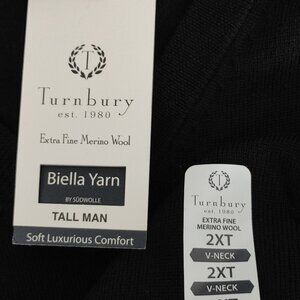 T
Turnbury
est. 1980
Extra Fine Merino Wool
Biella Yarn
BY SÜDWOLLE
TALL MAN
Soft Luxurious Comfort
T
Turnbury
est. 1980
EXTRA FINE
MERINO WOOL
2XT
V-NECK
2XT
V-NECK